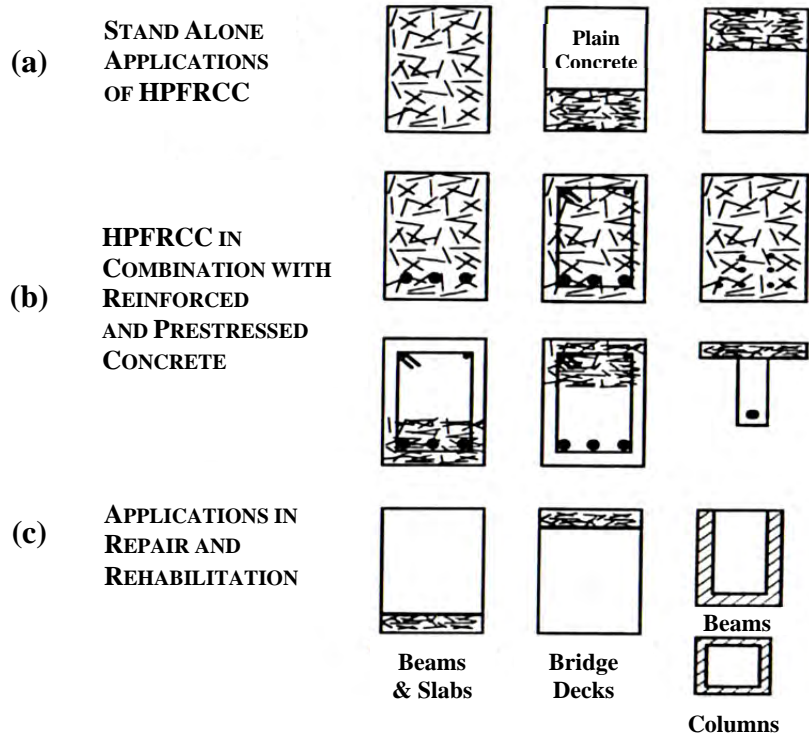 (a)
STAND ALONE
APPLICATIONS
OF HPFRCC
Plain
Concrete
(b)
HPFRCC IN
COMBINATION WITH
REINFORCED
AND PRESTRESSED
CONCRETE
(c)
APPLICATIONS IN
REPAIR AND
REHABILITATION
Beams
& Slabs
Bridge
Decks
Beams
Columns